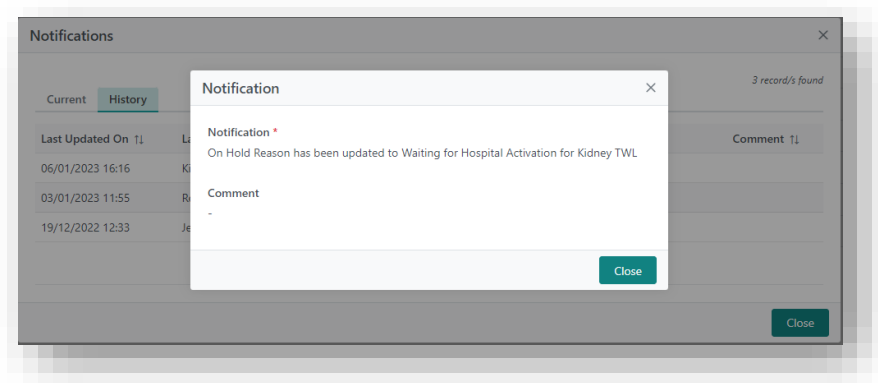 Notifications
3 record/s found
Current History
Last Updated On
Comment
06/01/2023 16:16
03/01/2023 11:55
19/12/2022 12:33
Close
Notification
Notification *
On Hold Reason has been updated to Waiting for Hospital Activation for Kidney TWL
Comment
-
Close